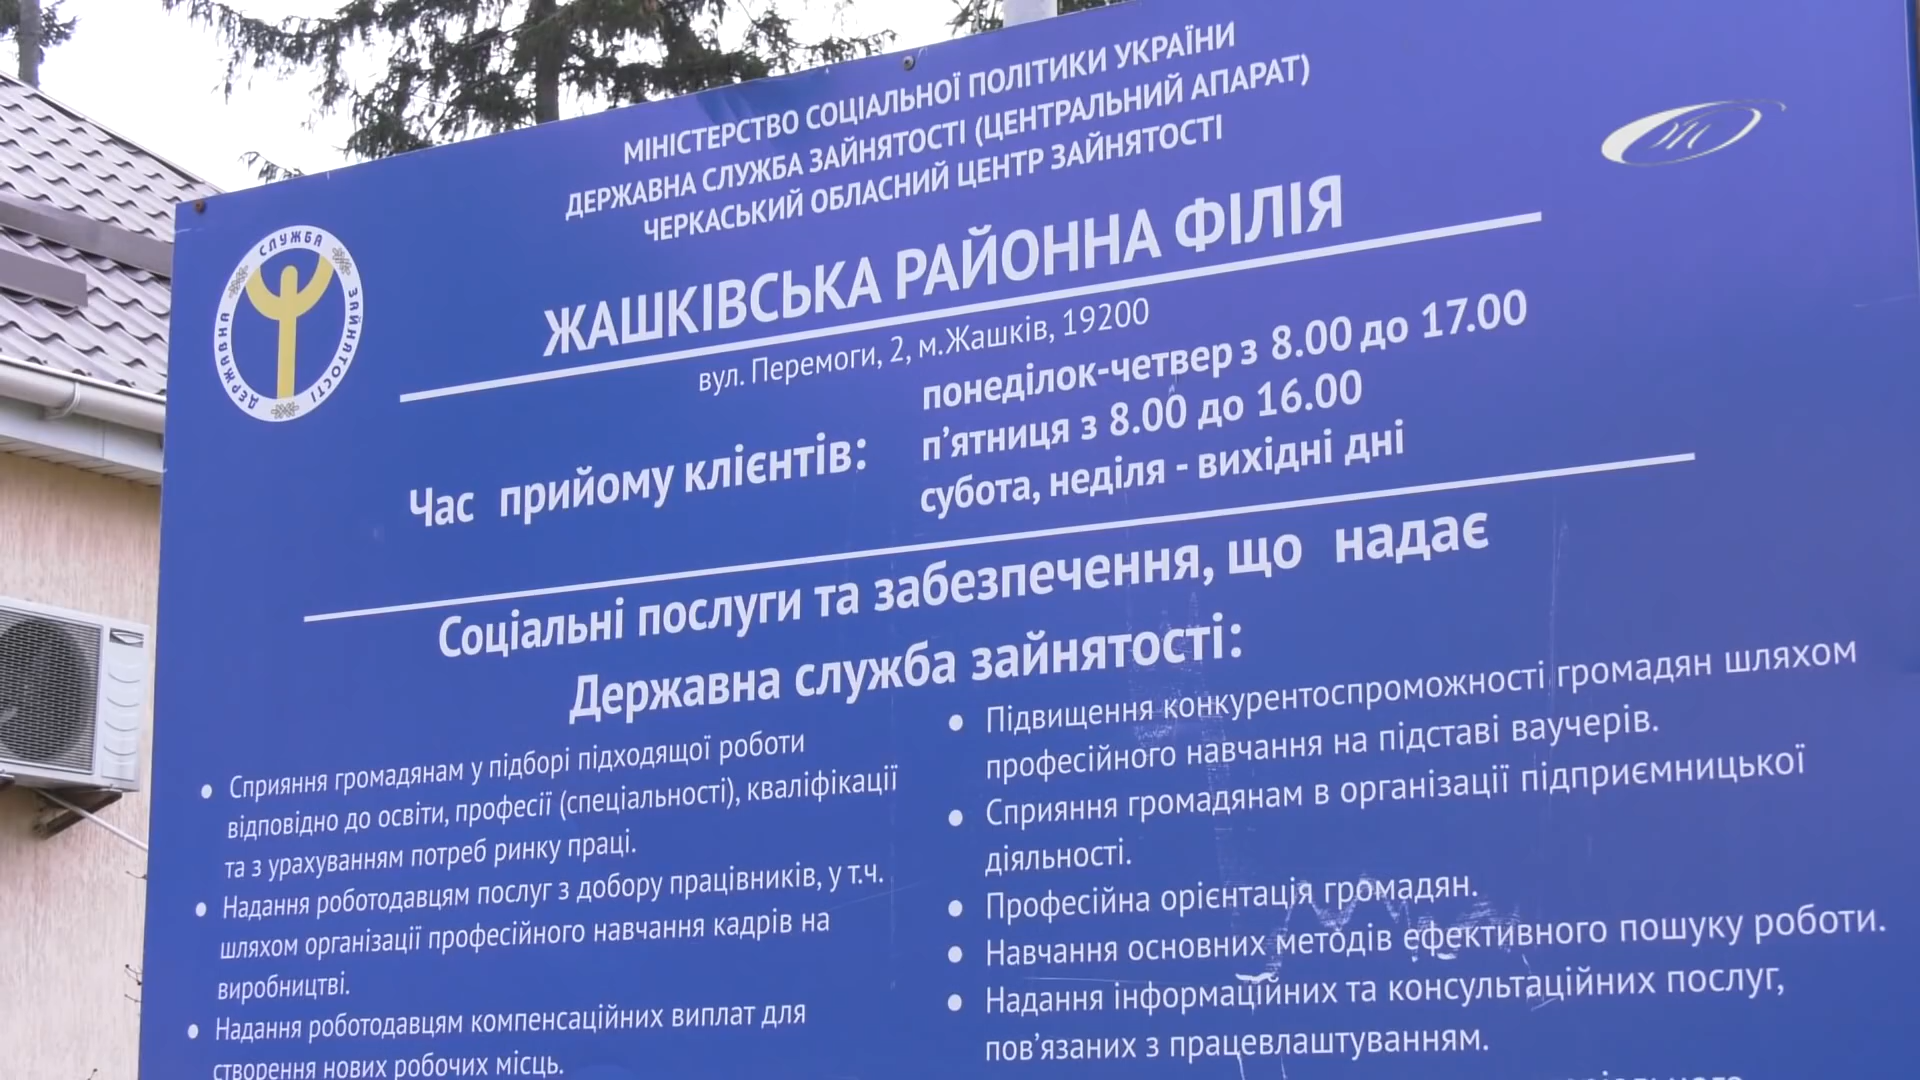 МІНІСТЕРСТВО СОЦІАЛЬНОЇ ПОЛІТИКИ УКРАЇНИ
ДЕРЖАВНА СЛУЖБА ЗАЙНЯТОСТІ (ЦЕНТРАЛЬНИЙ АПАРАТ)
ЧЕРКАСЬКИЙ ОБЛАСНИЙ ЦЕНТР ЗАЙНЯТОСТІ
ДЕРЖАВНА СЛУЖБА ЗАЙНЯТОСТІ
ЖАШКІВСЬКА РАЙОННА ФІЛІЯ
вул. Перемоги, 2, м.Жашків, 19200
Час прийому клієнтів:
понеділок-четвер з 8.00 до 17.00
п’ятниця з 8.00 до 16.00
субота, неділя - вихідні дні
Соціальні послуги та забезпечення, що надає
Державна служба зайнятості:
• Сприяння громадянам у підборі підходящої роботи
відповідно до освіти, професії (спеціальності), кваліфікації
та з урахуванням потреб ринку праці.
• Надання роботодавцям послуг з добору працівників, у т.ч.
шляхом організації професійного навчання кадрів на
виробництві.
• Надання роботодавцям компенсаційних виплат для
створення нових робочих місць.
• Підвищення конкурентоспроможності громадян шляхом
професійного навчання на підставі ваучерів.
• Сприяння громадянам в організації підприємницької
діяльності.
• Професійна орієнтація громадян.
• Навчання основних методів ефективного пошуку роботи.
• Надання інформаційних та консультаційних послуг,
пов’язаних з працевлаштуванням.